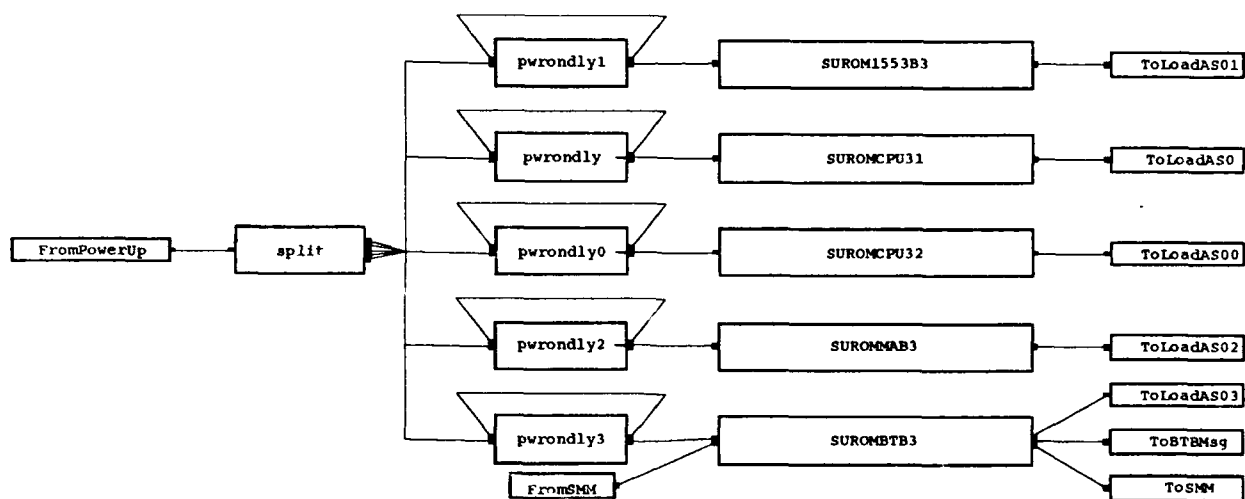 pwrondly1 SUROM1553B3 ToLoadAS01
pwrondly SUROMCPU31 ToLoadAS0
FromPowerUp split pwrondly0 SUROMCPU32 ToLoadAS00
pwrondly2 SUROMMAB3 ToLoadAS02
ToLoadAS03
pwrondly3 SUROMBTB3 ToBTBMsg
FromSMM ToSMM